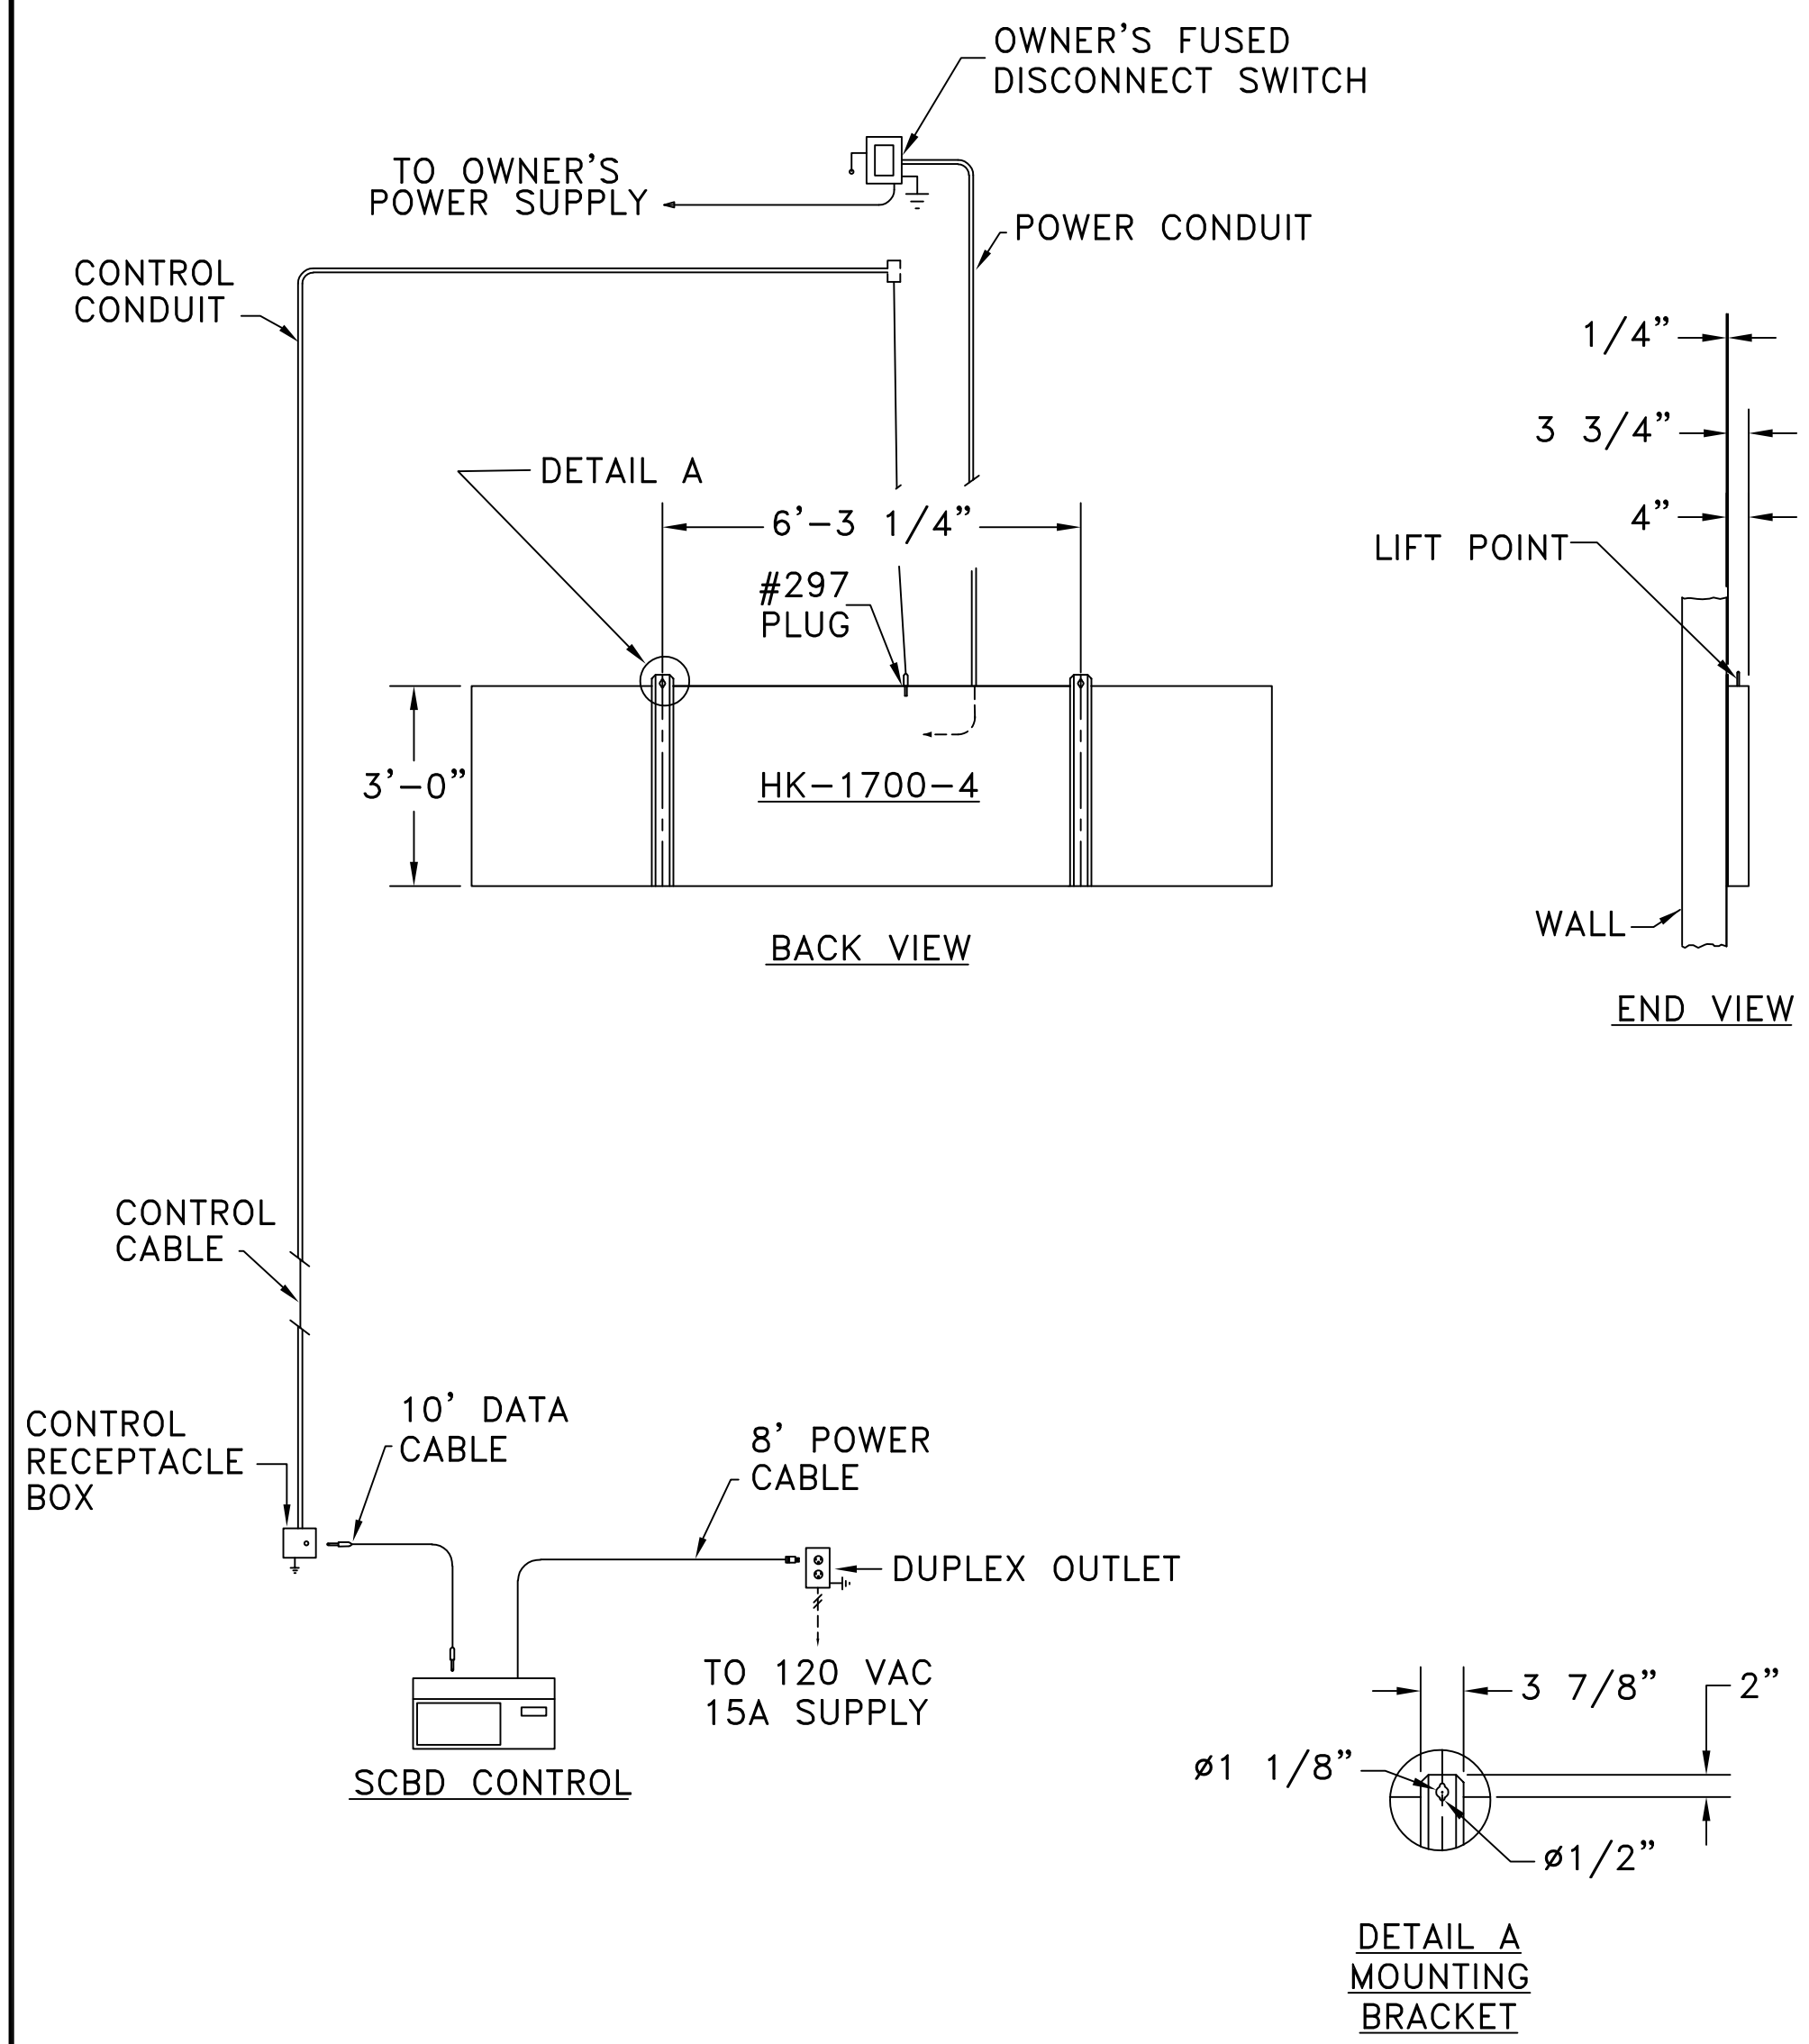 OWNER'S FUSED
DISCONNECT SWITCH
TO OWNER'S
POWER SUPPLY
POWER CONDUIT
CONTROL
CONDUIT
1/4"
3 3/4"
DETAIL A
6'-3 1/4"
4"
LIFT POINT
#297
PLUG
3'-0"
HK-1700-4
WALL
BACK VIEW
END VIEW
CONTROL
CABLE
10' DATA
CABLE
CONTROL
RECEPTACLE
BOX
8' POWER
CABLE
DUPLEX OUTLET
TO 120 VAC
15A SUPPLY
SCBD CONTROL
3 7/8"
2"
ø1 1/8"
ø1/2"
DETAIL A
MOUNTING
BRACKET